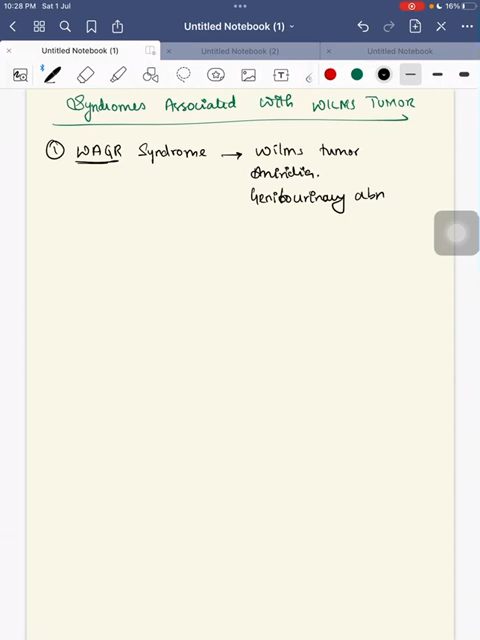 10:28 PM Sat 1 Jul
16%
Untitled Notebook (1)
Untitled Notebook (1)
Untitled Notebook (2)
Untitled Notebook
Syndromes Associated with WILMS TUMOR
① WAGR Syndrome → Wilms tumor
Aniridia.
Genitourinary abn